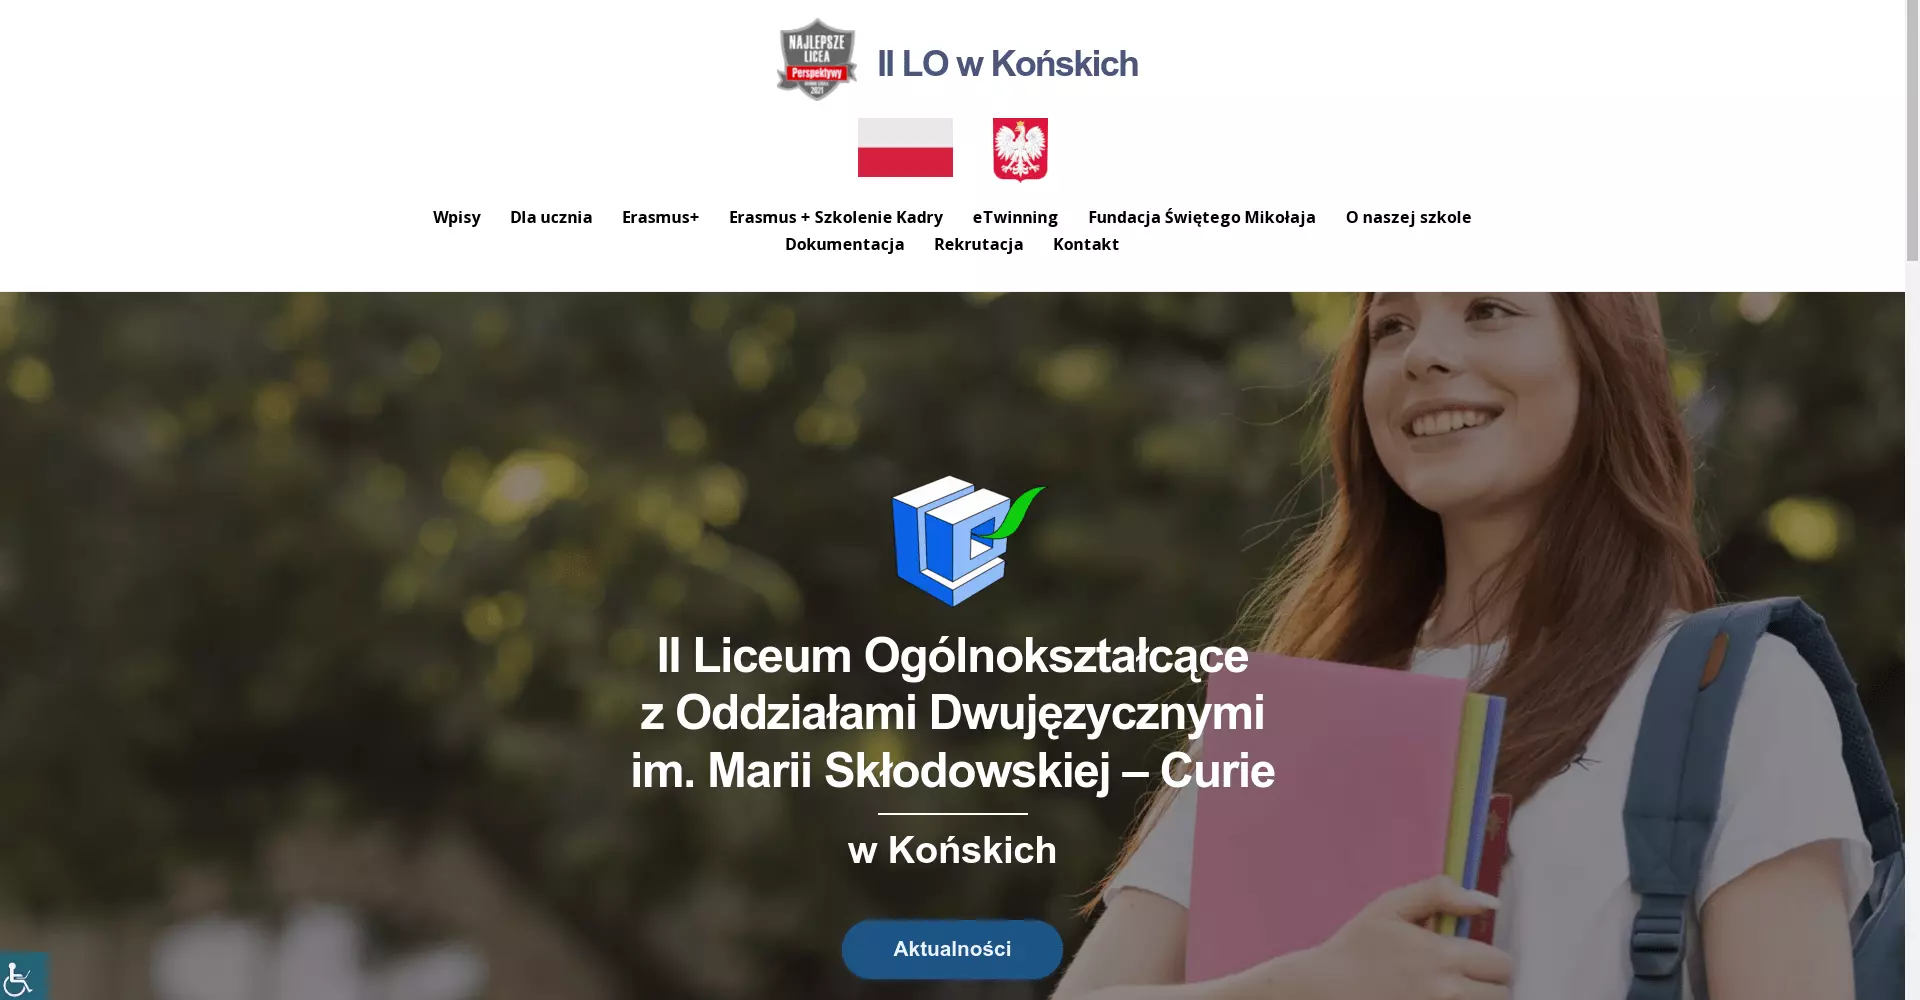 NAJLEPSZE
LICEA
Perspektywy
2021
II LO w Końskich
Wpisy Dla ucznia Erasmus+ Erasmus + Szkolenie Kadry eTwinning Fundacja Świętego Mikołaja O naszej szkole
Dokumentacja Rekrutacja Kontakt
II Liceum Ogólnokształcące
z Oddziałami Dwujęzycznymi
im. Marii Skłodowskiej – Curie
w Końskich
Aktualności